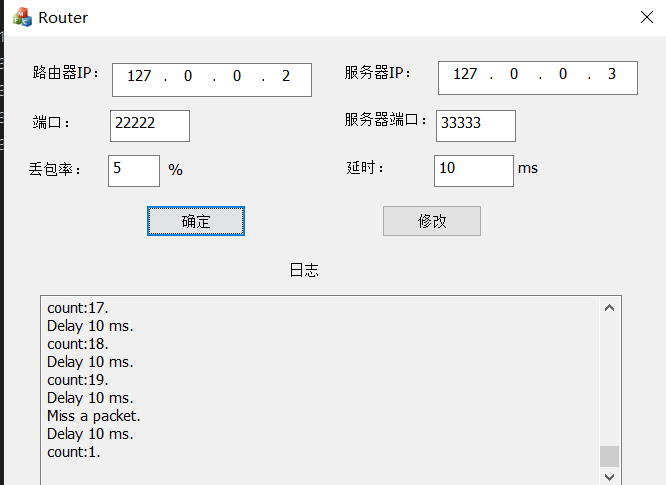 Router
路由器IP： 127 . 0 . 0 . 2 服务器IP： 127 . 0 . 0 . 3
端口： 22222 服务器端口： 33333
丢包率： 5 % 延时： 10 ms
确定 修改
日志
count:17.
Delay 10 ms.
count:18.
Delay 10 ms.
count:19.
Delay 10 ms.
Miss a packet.
Delay 10 ms.
count:1.